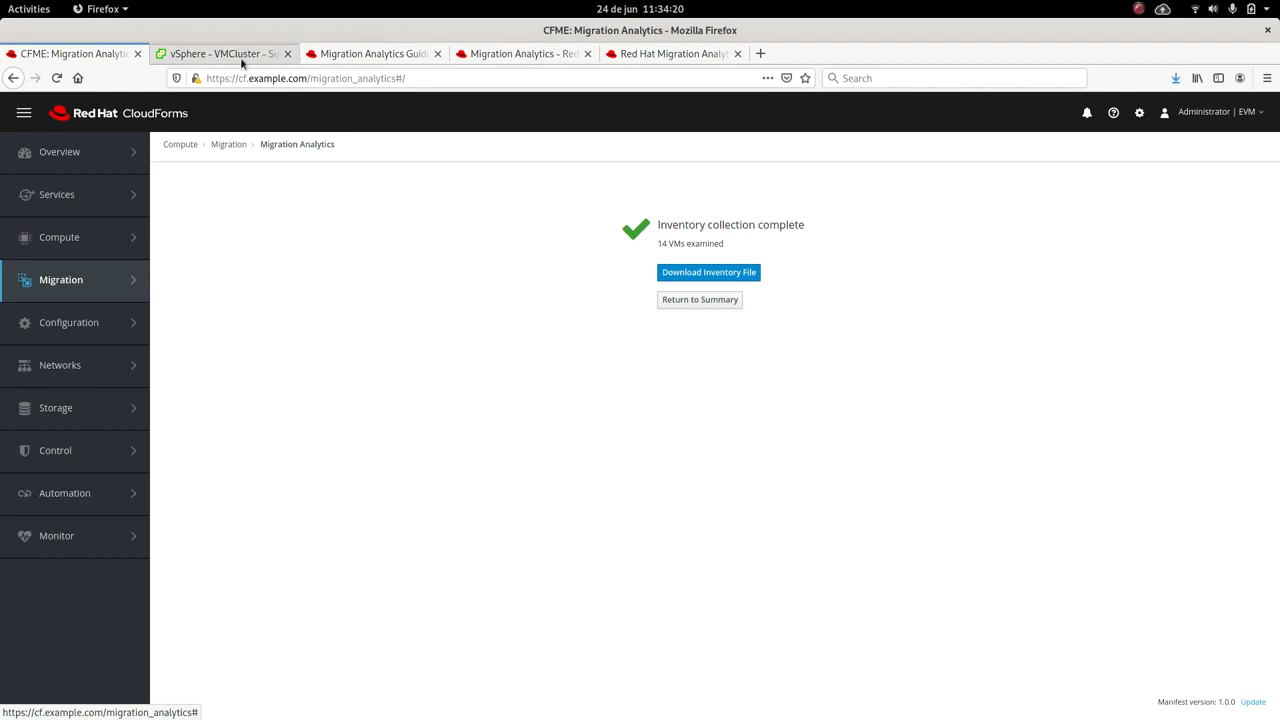 Activities
Firefox
24 de jun 11:34:20
CFME: Migration Analytics - Mozilla Firefox
CFME: Migration Analytic
vSphere - VMCluster - Su
Migration Analytics Guide
Migration Analytics - Red
Red Hat Migration Analyt
https://cf.example.com/migration_analytics#/
Search
Red Hat CloudForms
Administrator | EVM
Overview
Services
Compute
Migration
Configuration
Networks
Storage
Control
Automation
Monitor
Compute > Migration > Migration Analytics
Inventory collection complete
14 VMs examined
Download Inventory File
Return to Summary
Manifest version: 1.0.0 Update
https://cf.example.com/migration_analytics#